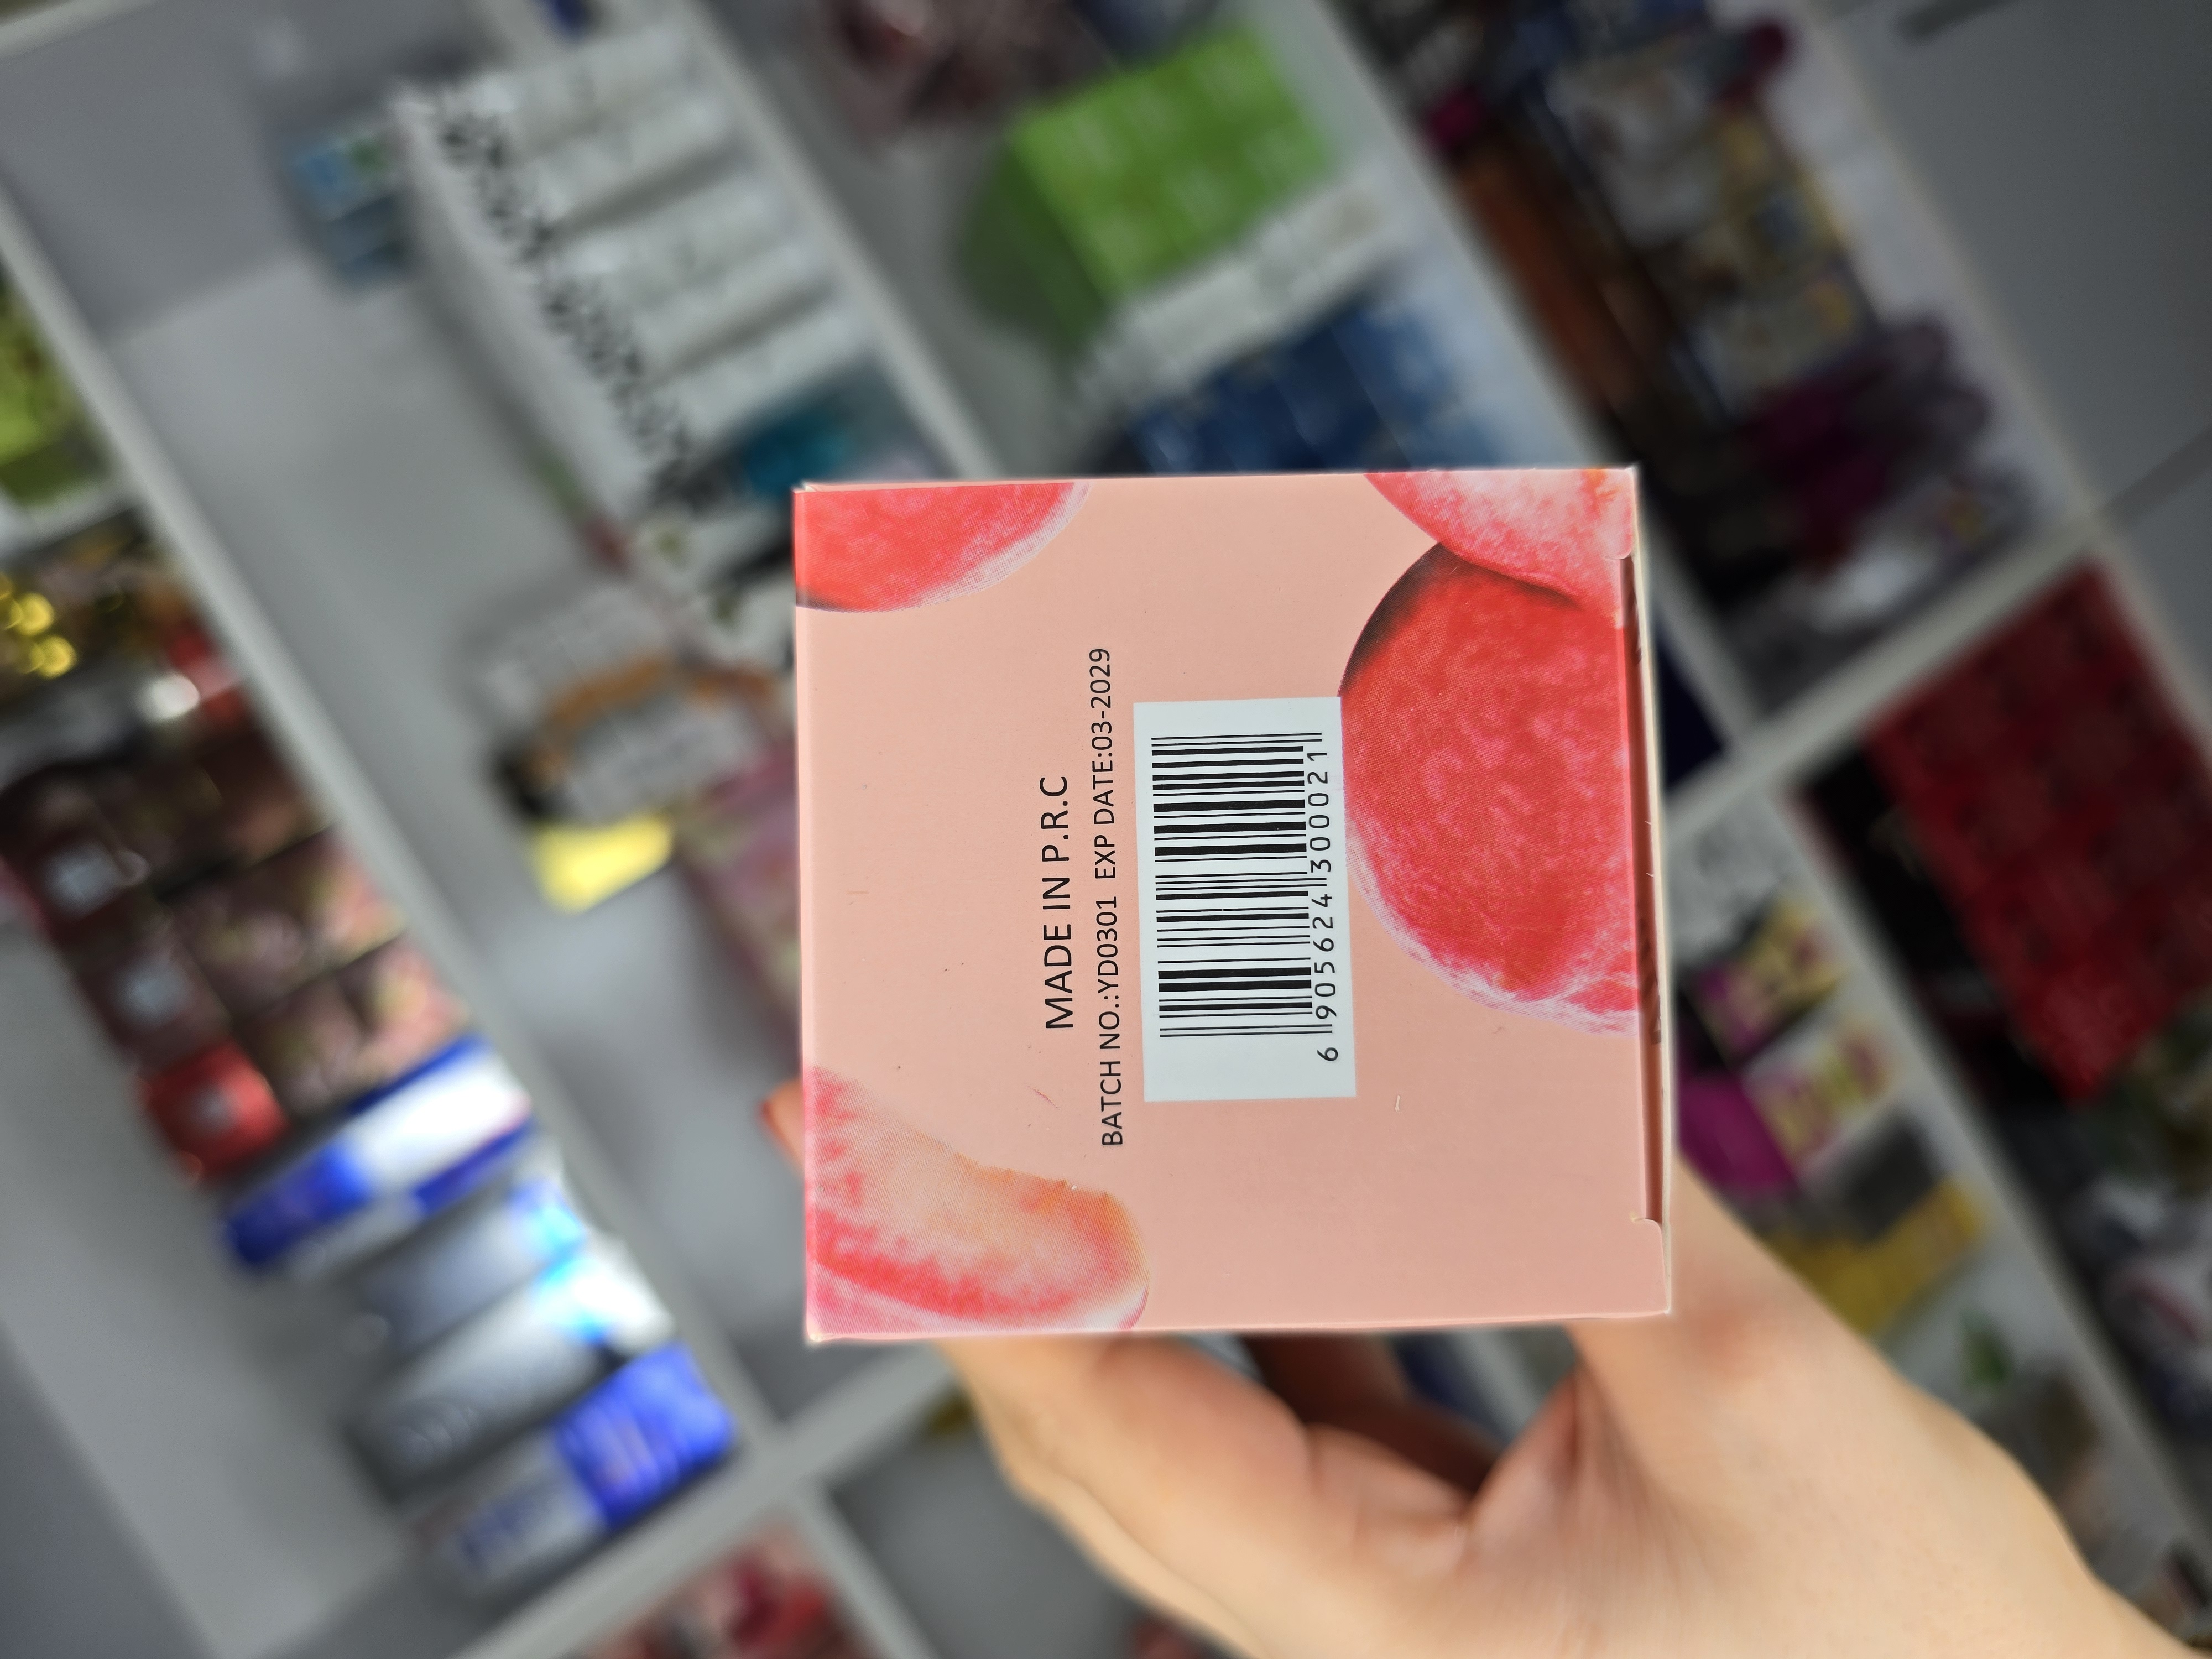 MADE IN P.R.C
BATCH NO.:YD0301 EXP DATE:03-2029
6 905624 300021